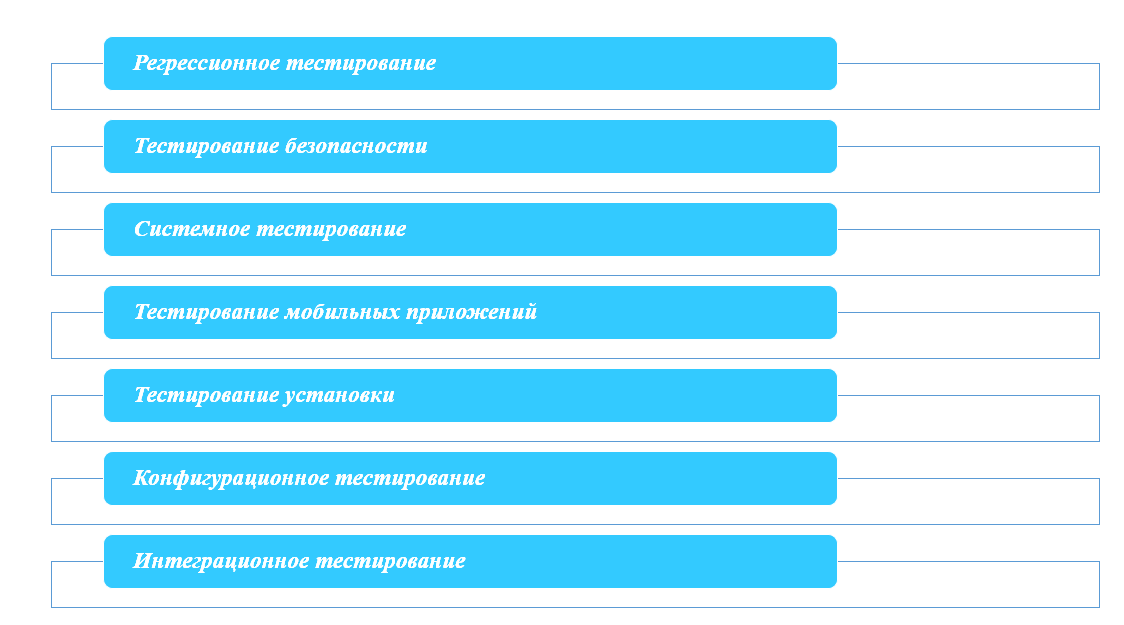 Регрессионное тестирование
Тестирование безопасности
Системное тестирование
Тестирование мобильных приложений
Тестирование установки
Конфигурационное тестирование
Интеграционное тестирование